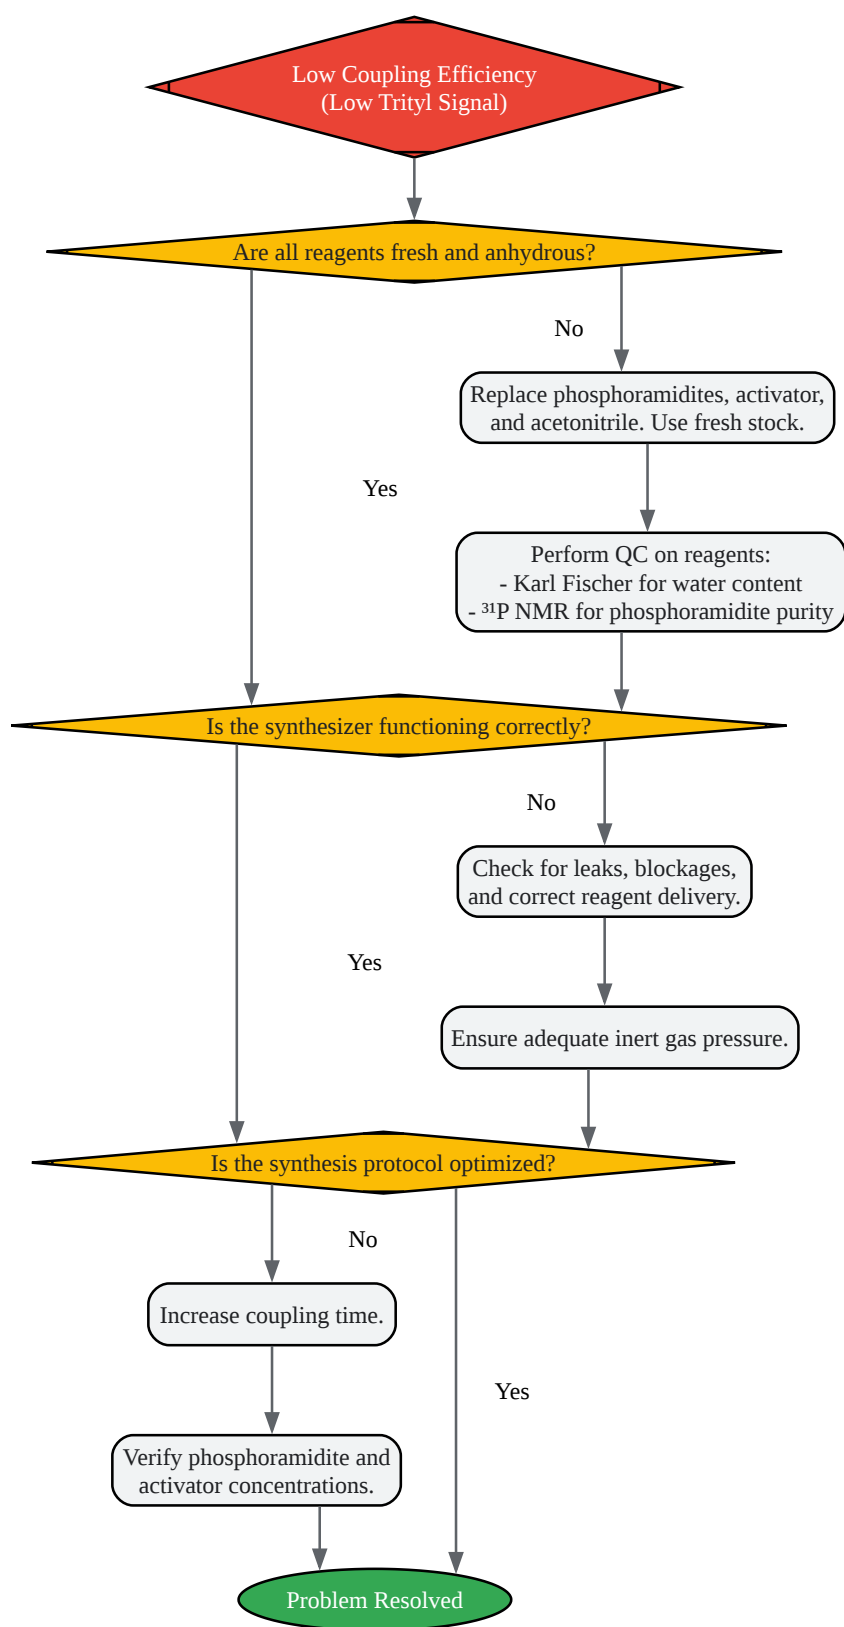 Low Coupling Efficiency
(Low Trityl Signal)
Are all reagents fresh and anhydrous?
No
Replace phosphoramidites, activator,
and acetonitrile. Use fresh stock.
Yes
Perform QC on reagents:
- Karl Fischer for water content
- ³¹P NMR for phosphoramidite purity
Is the synthesizer functioning correctly?
No
Check for leaks, blockages,
and correct reagent delivery.
Yes
Ensure adequate inert gas pressure.
Is the synthesis protocol optimized?
No
Increase coupling time.
Yes
Verify phosphoramidite and
activator concentrations.
Problem Resolved